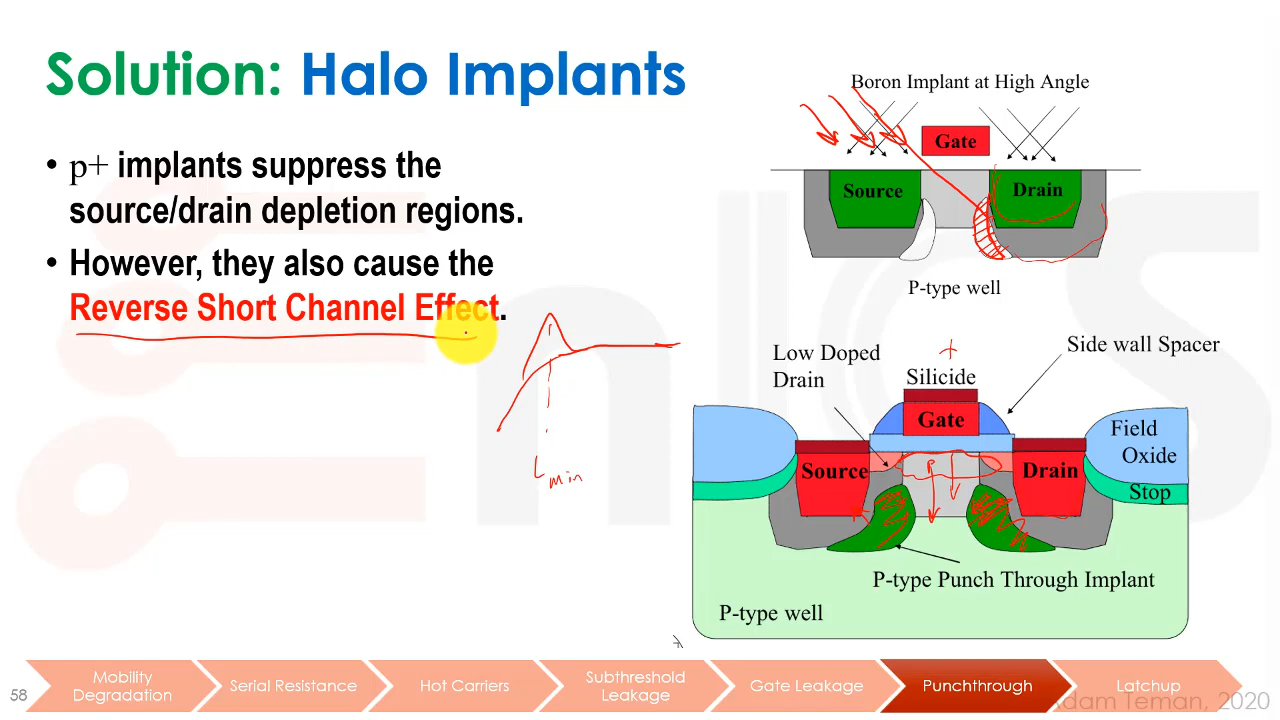 Solution: Halo Implants
• p+ implants suppress the
source/drain depletion regions.
• However, they also cause the
Reverse Short Channel Effect.
Lmin
Boron Implant at High Angle
Gate
Source
Drain
P-type well
Low Doped
Drain
+
Silicide
Side wall Spacer
Gate
Field
Oxide
Source
P
Drain
Stop
P-type Punch Through Implant
P-type well
58
Mobility
Degradation
Serial Resistance
Hot Carriers
Subthreshold
Leakage
Gate Leakage
Punchthrough
Latchup
Adam Teman, 2020